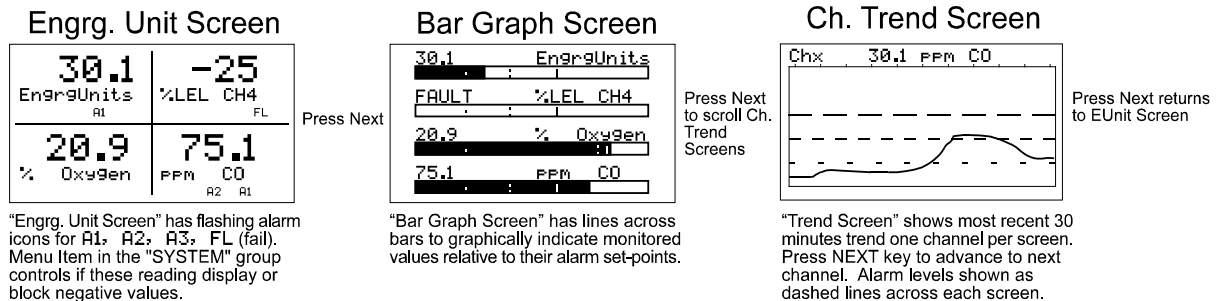 Engrg. Unit Screen
30.1
EngrgUnits
A1
-25
%LEL CH4
FL
20.9
% Oxygen
75.1
PPM CO
A2 A1
"Engrg. Unit Screen" has flashing alarm
icons for A1, A2, A3, FL (fail).
Menu Item in the "SYSTEM" group
controls if these reading display or
block negative values.
Press Next
Bar Graph Screen
30.1 EngrgUnits
FAULT %LEL CH4
20.9 % Oxygen
75.1 PPM CO
"Bar Graph Screen" has lines across
bars to graphically indicate monitored
values relative to their alarm set-points.
Press Next
to scroll Ch.
Trend
Screens
Ch. Trend Screen
Chx 30.1 PPM CO
"Trend Screen" shows most recent 30
minutes trend one channel per screen.
Press NEXT key to advance to next
channel. Alarm levels shown as
dashed lines across each screen.
Press Next returns
to EUnit Screen